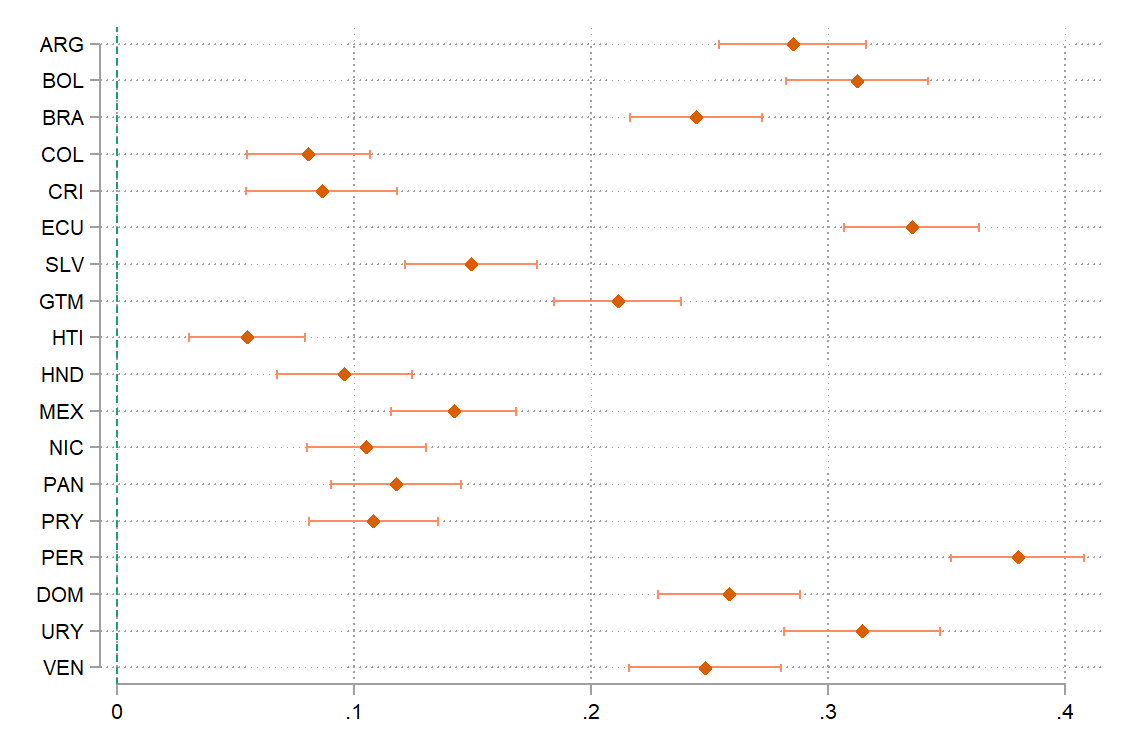 ARG
BOL
BRA
COL
CRI
ECU
SLV
GTM
HTI
HND
MEX
NIC
PAN
PRY
PER
DOM
URY
VEN
0 .1 .2 .3 .4